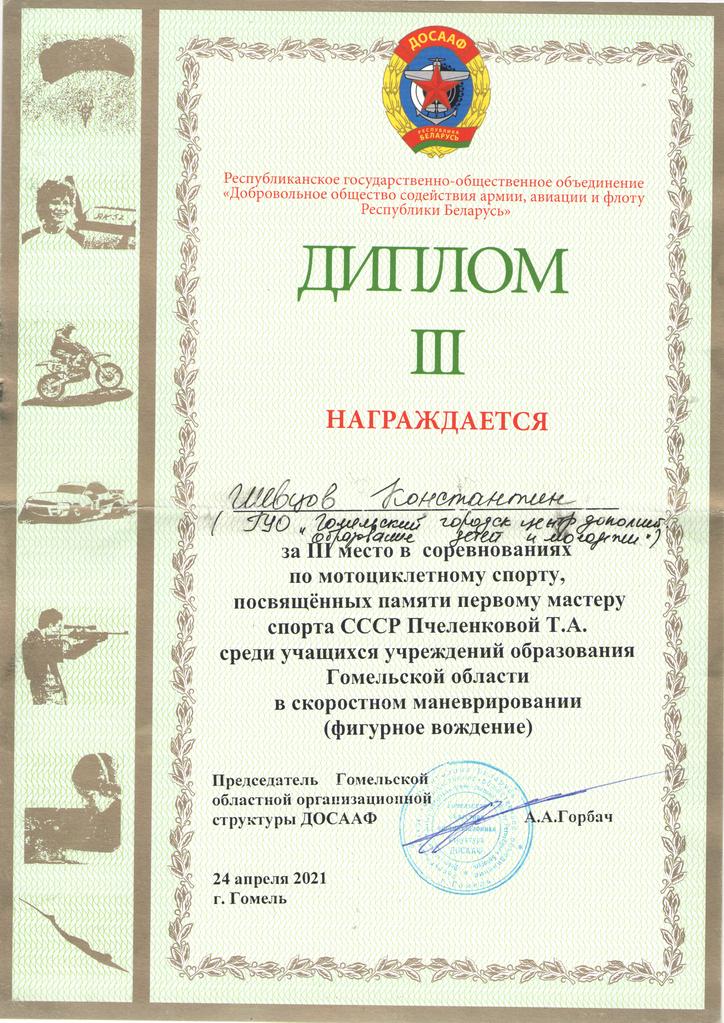 ДОСААФ
РЕСПУБЛИКА
БЕЛАРУСЬ
Республиканское государственно-общественное объединение
«Добровольное общество содействия армии, авиации и флоту
Республики Беларусь»
ДИПЛОМ
III
НАГРАЖДАЕТСЯ
Шевцов Константин
( ГУО "Гомельский городск центр дополнит
образование детей и молодежи")
за III место в соревнованиях
по мотоциклетному спорту,
посвящённых памяти первому мастеру
спорта СССР Пчеленковой Т.А.
среди учащихся учреждений образования
Гомельской области
в скоростном маневрировании
(фигурное вождение)
Председатель Гомельской
областной организационной
структуры ДОСААФ
А.А.Горбач
24 апреля 2021
г. Гомель